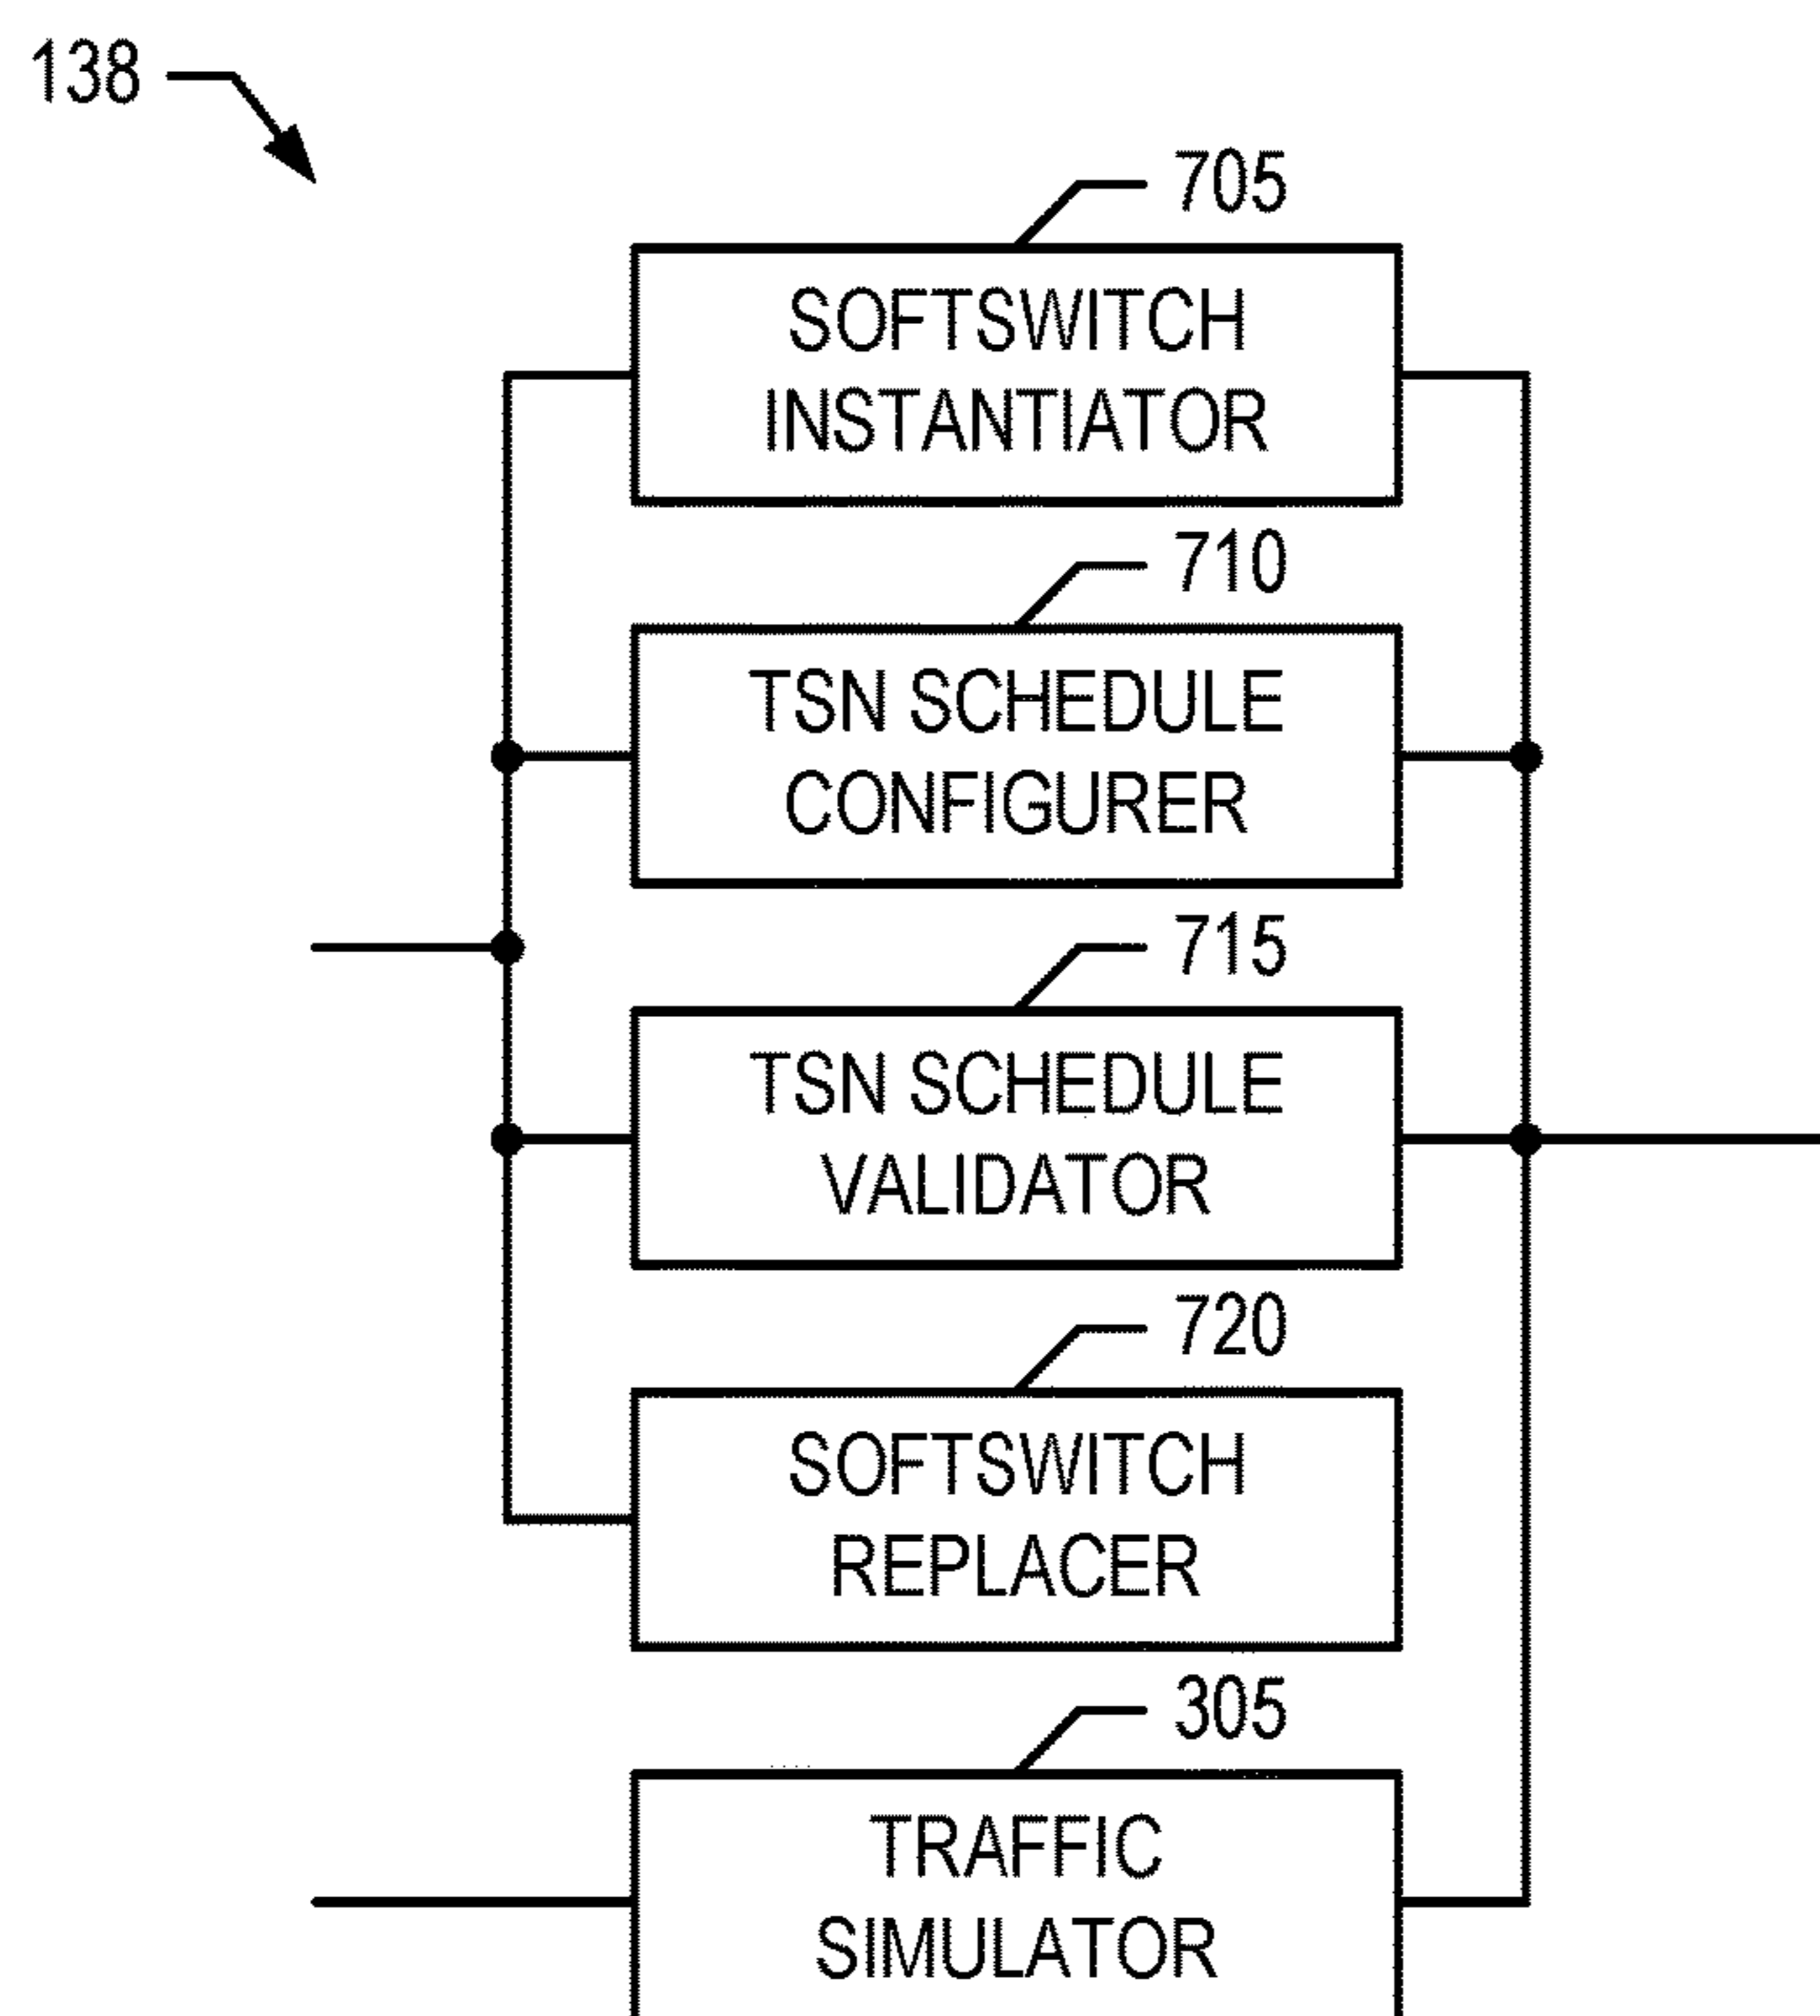 138
705
SOFTSWITCH
INSTANTIATOR
710
TSN SCHEDULE
CONFIGURER
715
TSN SCHEDULE
VALIDATOR
720
SOFTSWITCH
REPLACER
305
TRAFFIC
SIMULATOR